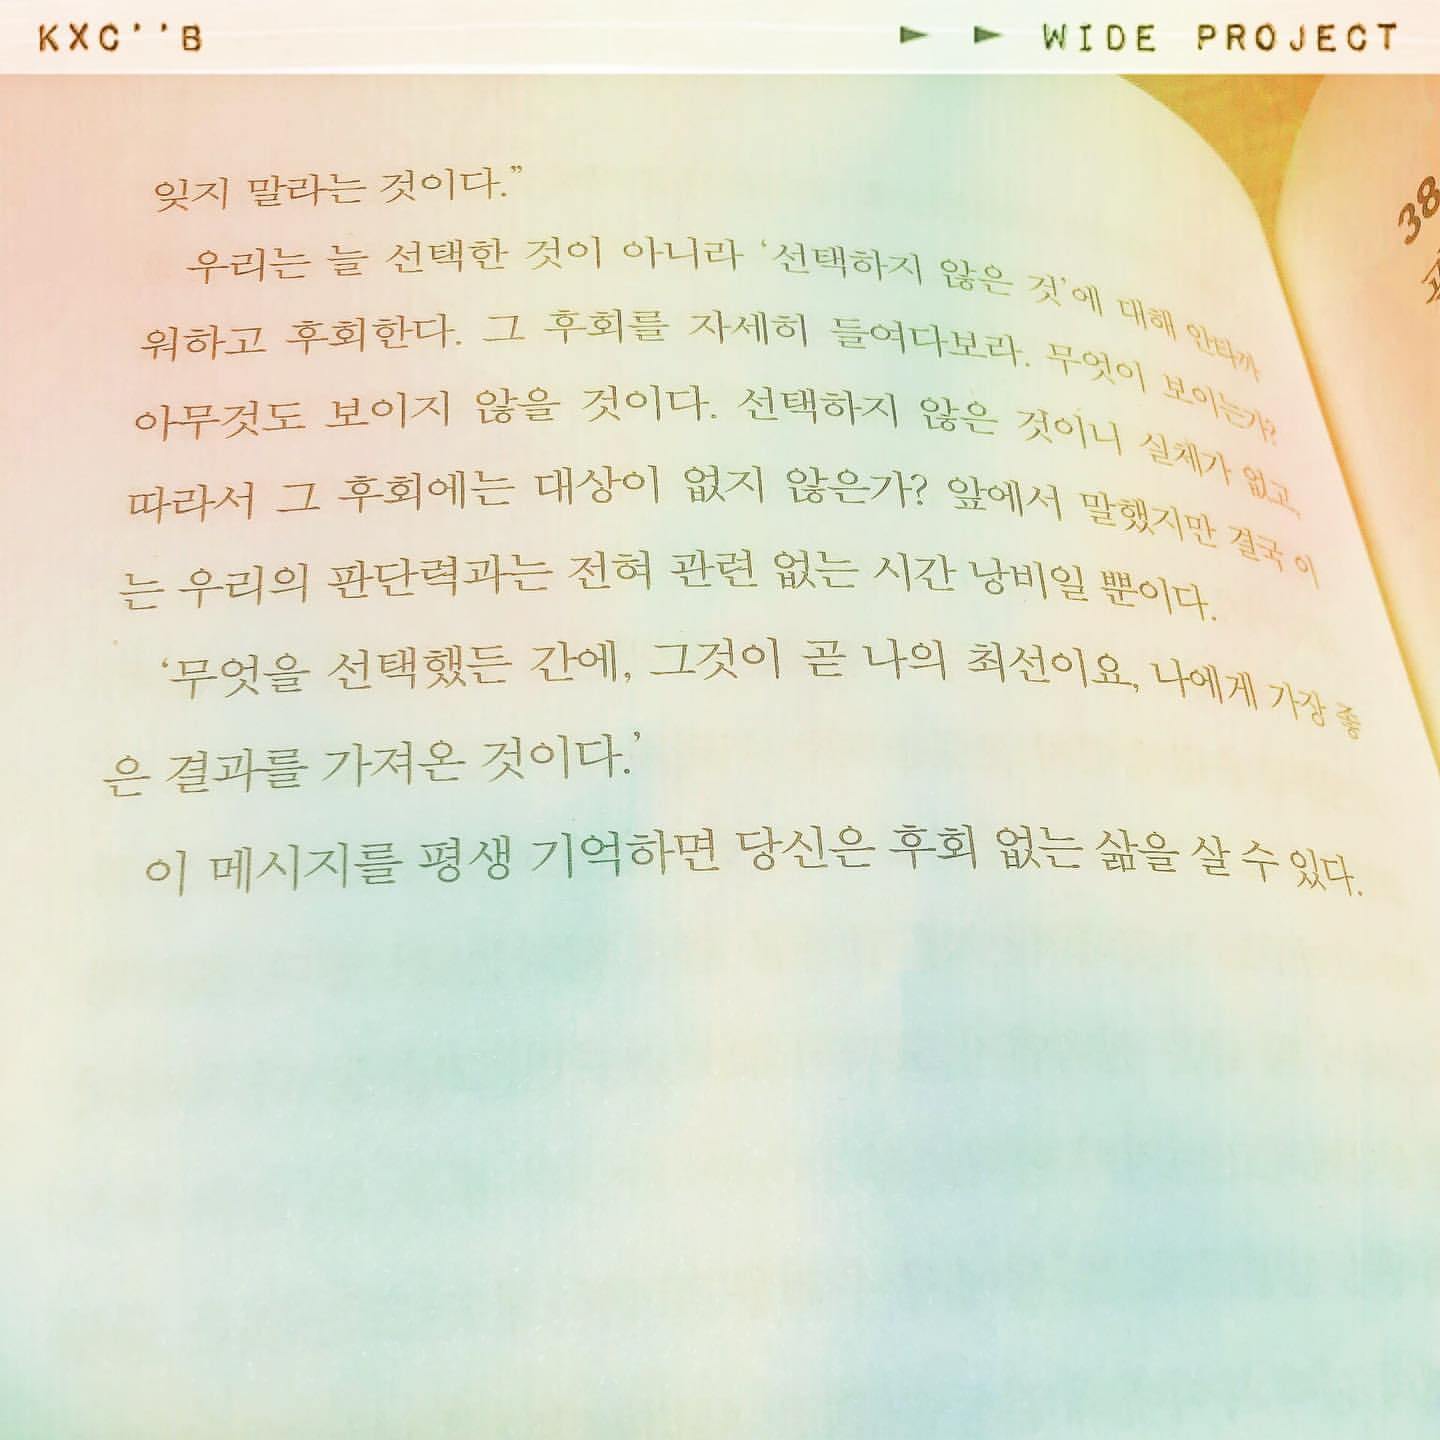 KXC''B ► ► WIDE PROJECT
잊지 말라는 것이다.”
우리는 늘 선택한 것이 아니라 ‘선택하지 않은 것’에 대해 안타까
워하고 후회한다. 그 후회를 자세히 들여다보라. 무엇이 보이는가?
아무것도 보이지 않을 것이다. 선택하지 않은 것이니 실체가 없고,
따라서 그 후회에는 대상이 없지 않은가? 앞에서 말했지만 결국 이
는 우리의 판단력과는 전혀 관련 없는 시간 낭비일 뿐이다.
‘무엇을 선택했든 간에, 그것이 곧 나의 최선이요, 나에게 가장 좋
은 결과를 가져온 것이다.’
이 메시지를 평생 기억하면 당신은 후회 없는 삶을 살 수 있다.
38